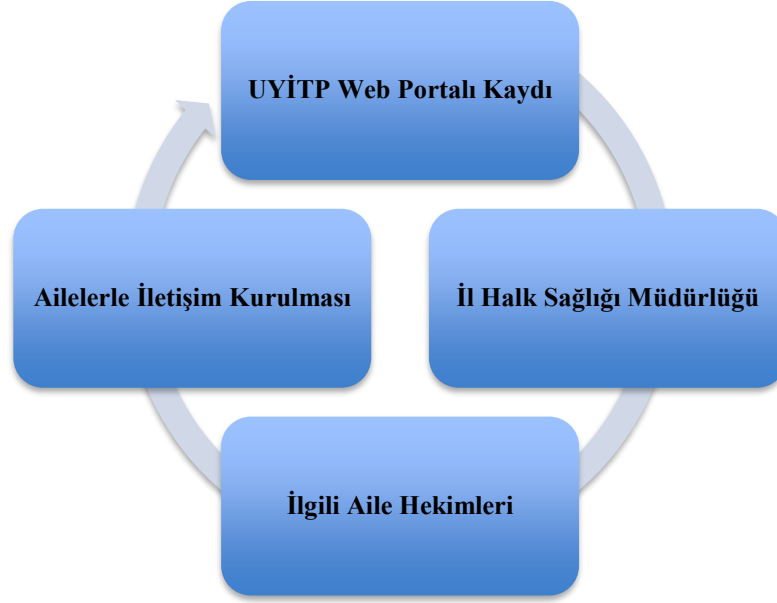 UYİTP Web Portalı Kaydı
Ailelerle İletişim Kurulması
İl Halk Sağlığı Müdürlüğü
İlgili Aile Hekimleri